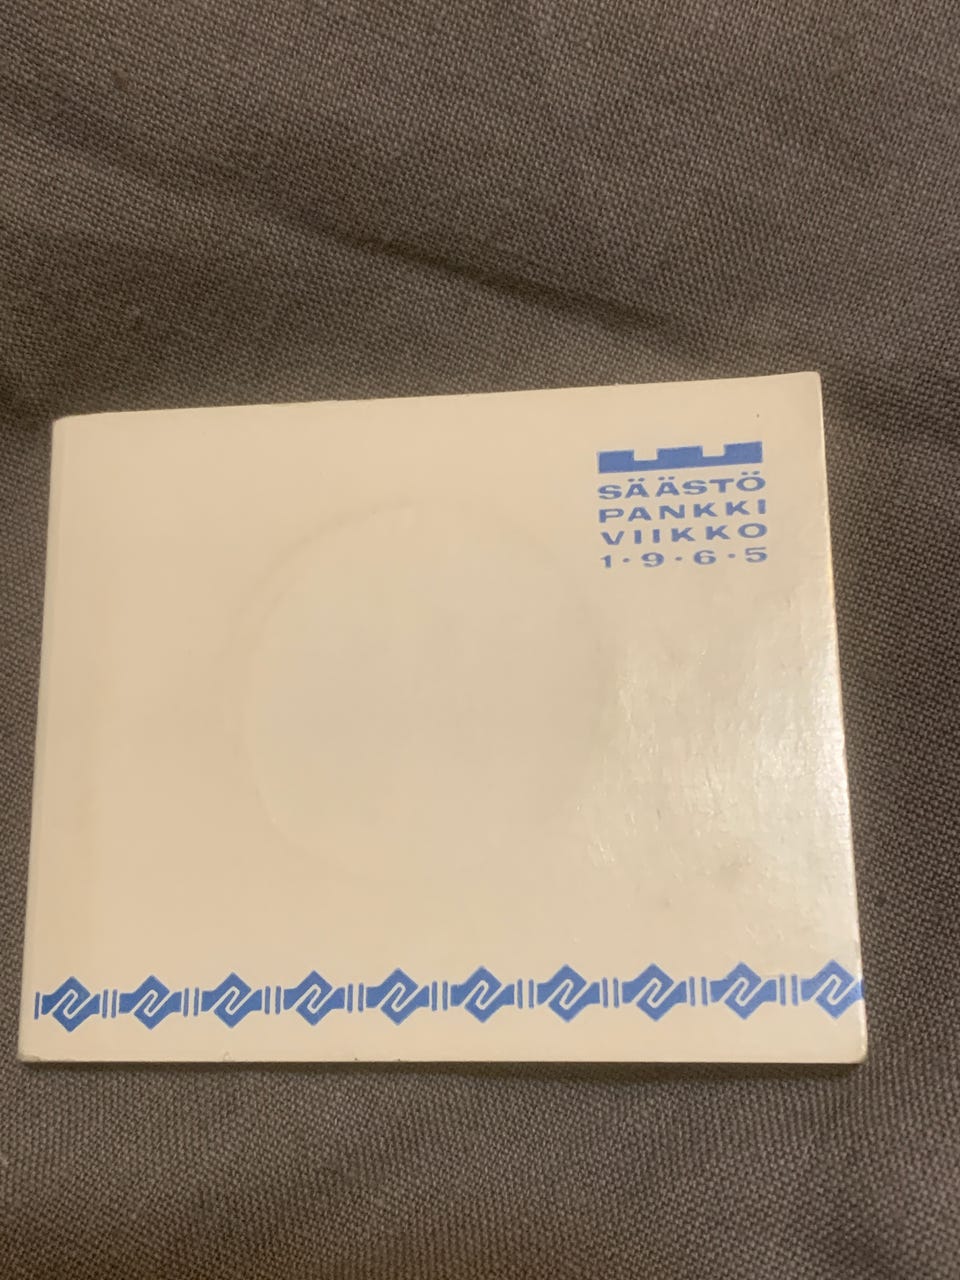 SÄÄSTÖ
PANKKI
VIIKKO
1·9·6·5